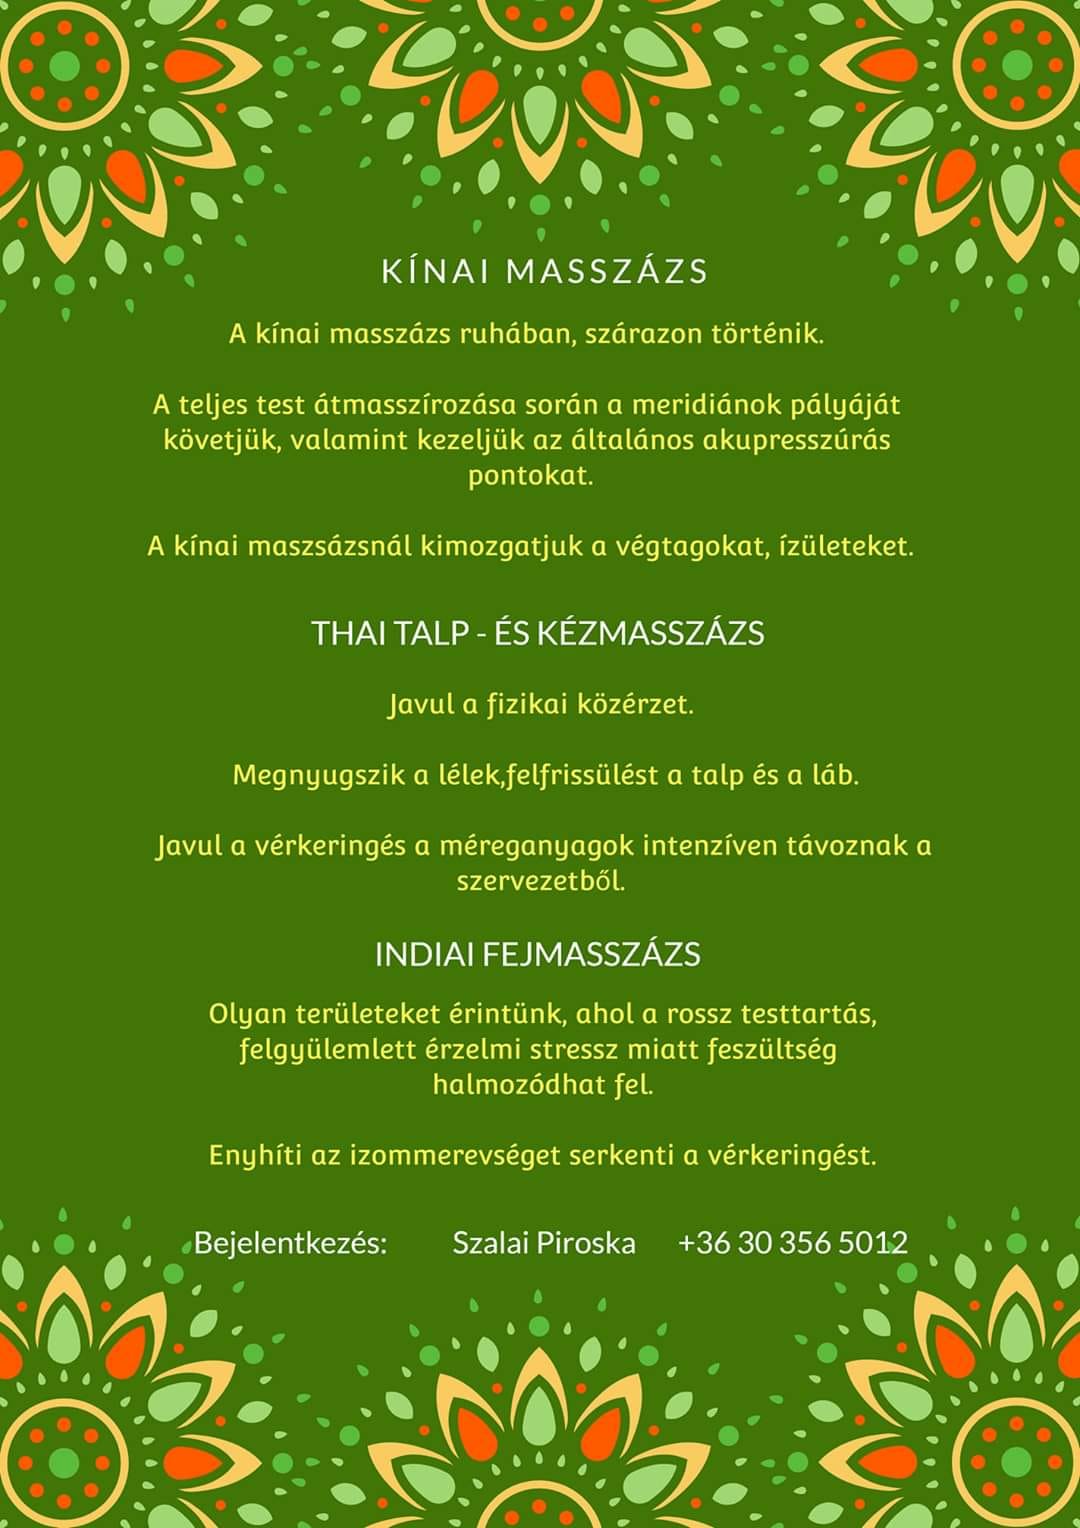 KÍNAI MASSZÁZS
A kínai masszázs ruhában, szárazon történik.
A teljes test átmasszírozása során a meridiánok pályáját
követjük, valamint kezeljük az általános akupresszúrás
pontokat.
A kínai maszsázsnál kimozgatjuk a végtagokat, ízületeket.
THAI TALP - ÉS KÉZMASSZÁZS
Javul a fizikai közérzet.
Megnyugszik a lélek,felfrissülést a talp és a láb.
Javul a vérkeringés a méreganyagok intenzíven távoznak a
szervezetből.
INDIAI FEJMASSZÁZS
Olyan területeket érintünk, ahol a rossz testtartás,
felgyülemlett érzelmi stressz miatt feszültség
halmozódhat fel.
Enyhíti az izommerevséget serkenti a vérkeringést.
Bejelentkezés: Szalai Piroska +36 30 356 5012